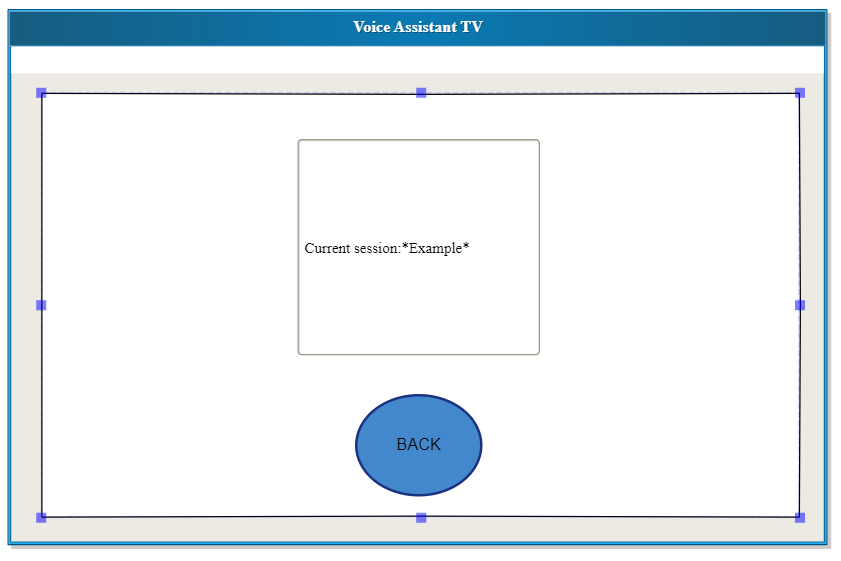 Voice Assistant TV
Current session:*Example*
BACK